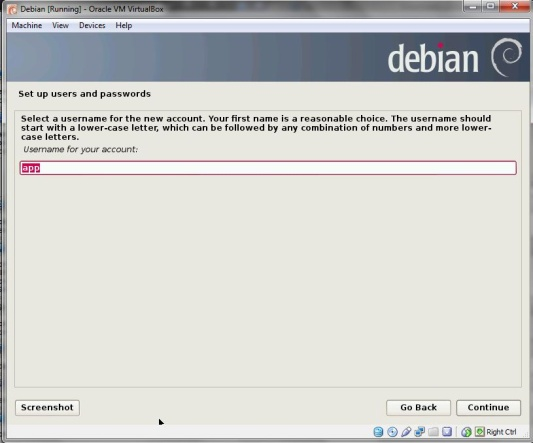 Debian [Running] - Oracle VM VirtualBox
Machine View Devices Help
debian
Set up users and passwords
Select a username for the new account. Your first name is a reasonable choice. The username should
start with a lower-case letter, which can be followed by any combination of numbers and more lower-
case letters.
Username for your account:
app
Screenshot Go Back Continue
Right Ctrl